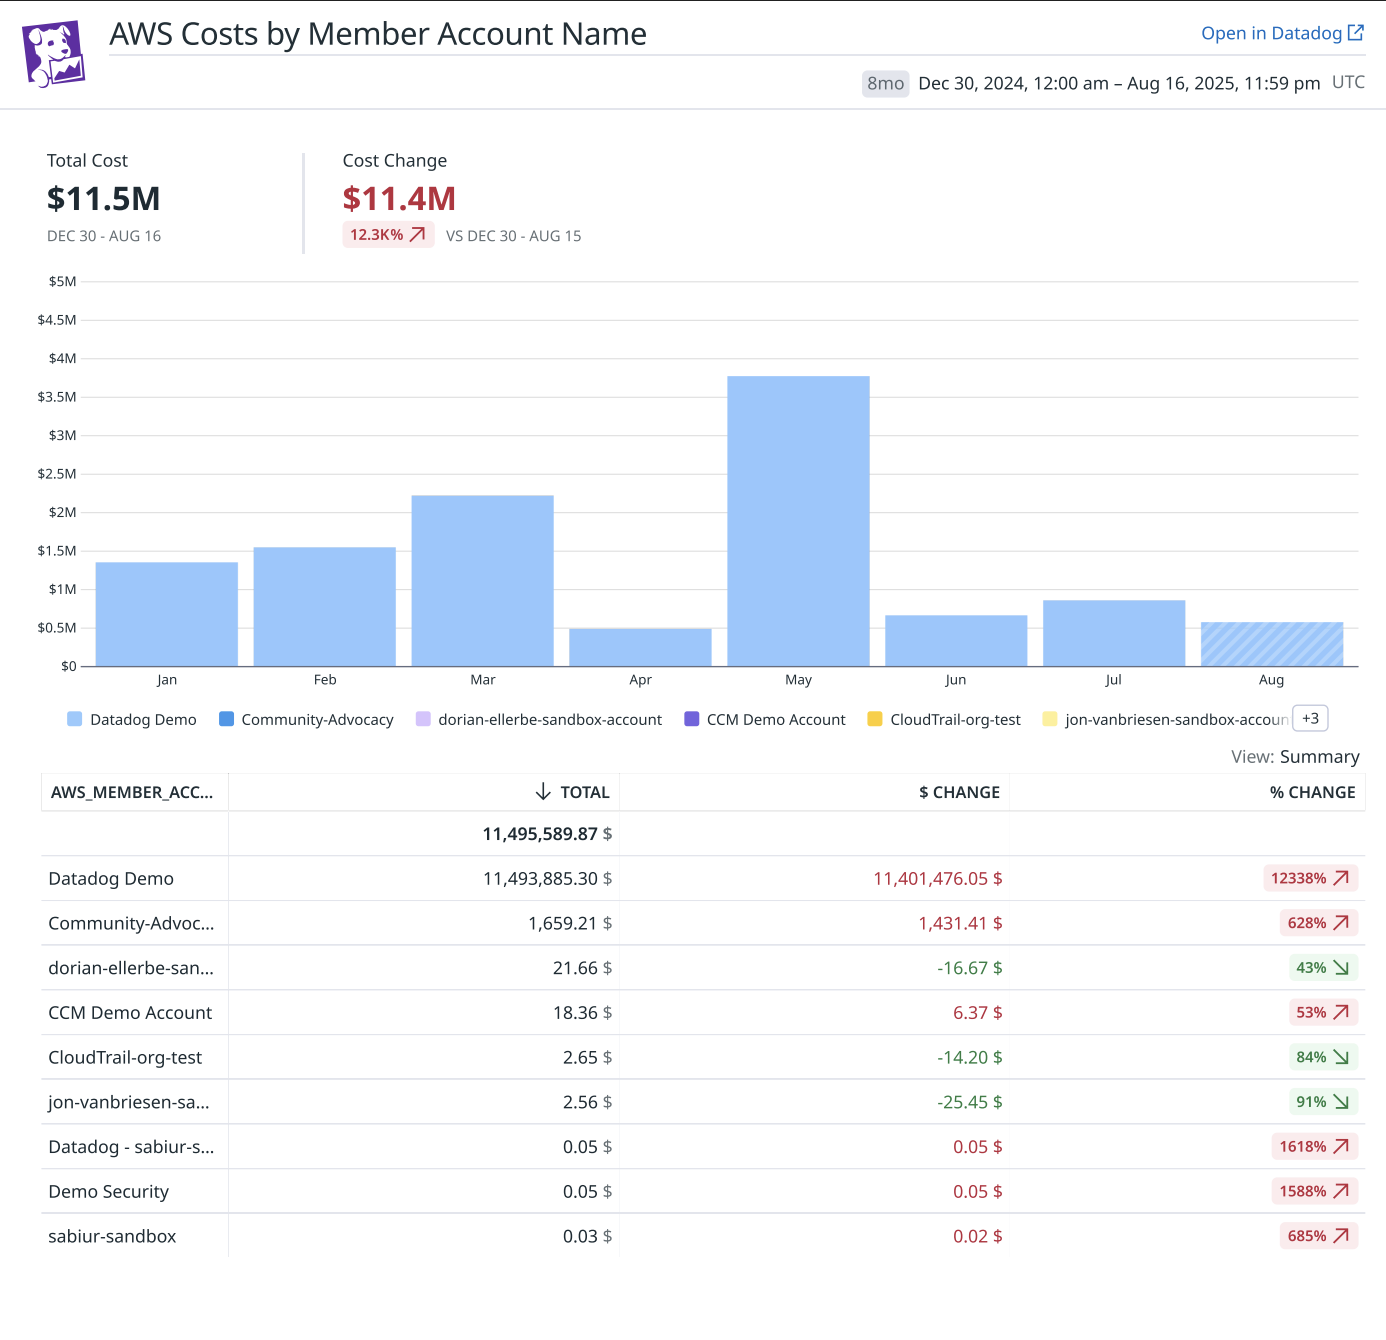 AWS Costs by Member Account Name
Open in Datadog
8mo Dec 30, 2024, 12:00 am – Aug 16, 2025, 11:59 pm UTC
Total Cost
$11.5M
DEC 30 - AUG 16
Cost Change
$11.4M
12.3K% VS DEC 30 - AUG 15
$5M
$4.5M
$4M
$3.5M
$3M
$2.5M
$2M
$1.5M
$1M
$0.5M
$0
Jan Feb Mar Apr May Jun Jul Aug
Datadog Demo Community-Advocacy dorian-ellerbe-sandbox-account CCM Demo Account CloudTrail-org-test jon-vanbriesen-sandbox-accoun +3
View: Summary
AWS_MEMBER_ACC... TOTAL $ CHANGE % CHANGE
11,495,589.87 $
Datadog Demo 11,493,885.30 $ 11,401,476.05 $ 12338%
Community-Advoc... 1,659.21 $ 1,431.41 $ 628%
dorian-ellerbe-san... 21.66 $ -16.67 $ 43%
CCM Demo Account 18.36 $ 6.37 $ 53%
CloudTrail-org-test 2.65 $ -14.20 $ 84%
jon-vanbriesen-sa... 2.56 $ -25.45 $ 91%
Datadog - sabiur-s... 0.05 $ 0.05 $ 1618%
Demo Security 0.05 $ 0.05 $ 1588%
sabiur-sandbox 0.03 $ 0.02 $ 685%